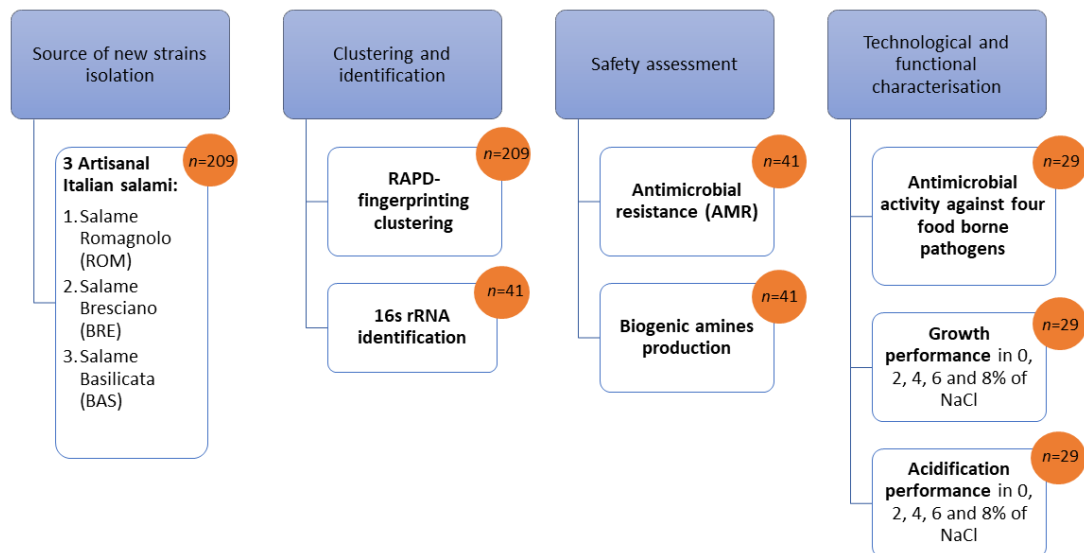 Source of new strains
isolation
3 Artisanal
Italian salami:
n=209
1. Salame
Romagnolo
(ROM)
2. Salame
Bresciano
(BRE)
3. Salame
Basilicata
(BAS)
Clustering and
identification
RAPD-
fingerprinting
clustering
n=209
16s rRNA
identification
n=41
Safety assessment
Antimicrobial
resistance (AMR)
n=41
Biogenic amines
production
n=41
Technological and
functional
characterisation
Antimicrobial
activity against four
food borne
pathogens
n=29
Growth
performance in 0,
2, 4, 6 and 8% of
NaCl
n=29
Acidification
performance in 0,
2, 4, 6 and 8% of
NaCl
n=29